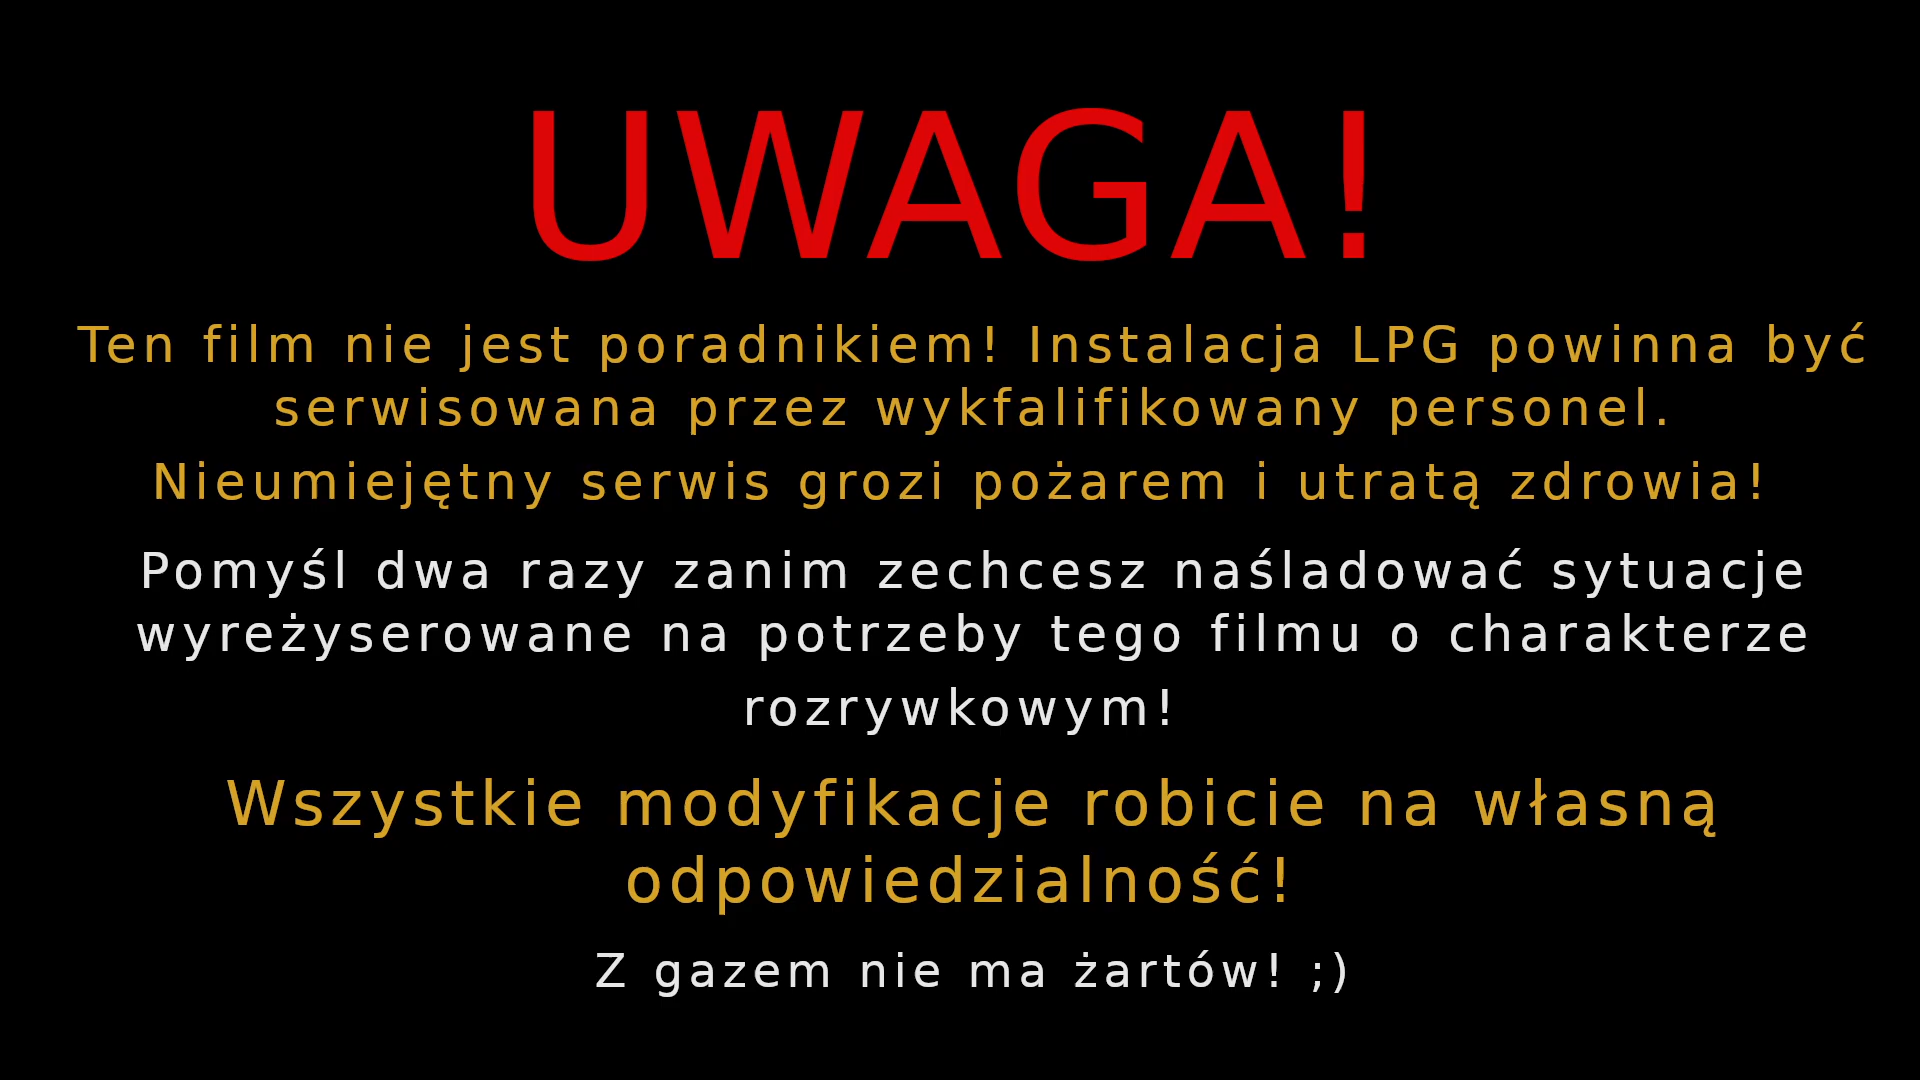 UWAGA!
Ten film nie jest poradnikiem! Instalacja LPG powinna być
serwisowana przez wykfalifikowany personel.
Nieumiejętny serwis grozi pożarem i utratą zdrowia!
Pomyśl dwa razy zanim zechcesz naśladować sytuacje
wyreżyserowane na potrzeby tego filmu o charakterze
rozrywkowym!
Wszystkie modyfikacje robicie na własną
odpowiedzialność!
Z gazem nie ma żartów! ;)